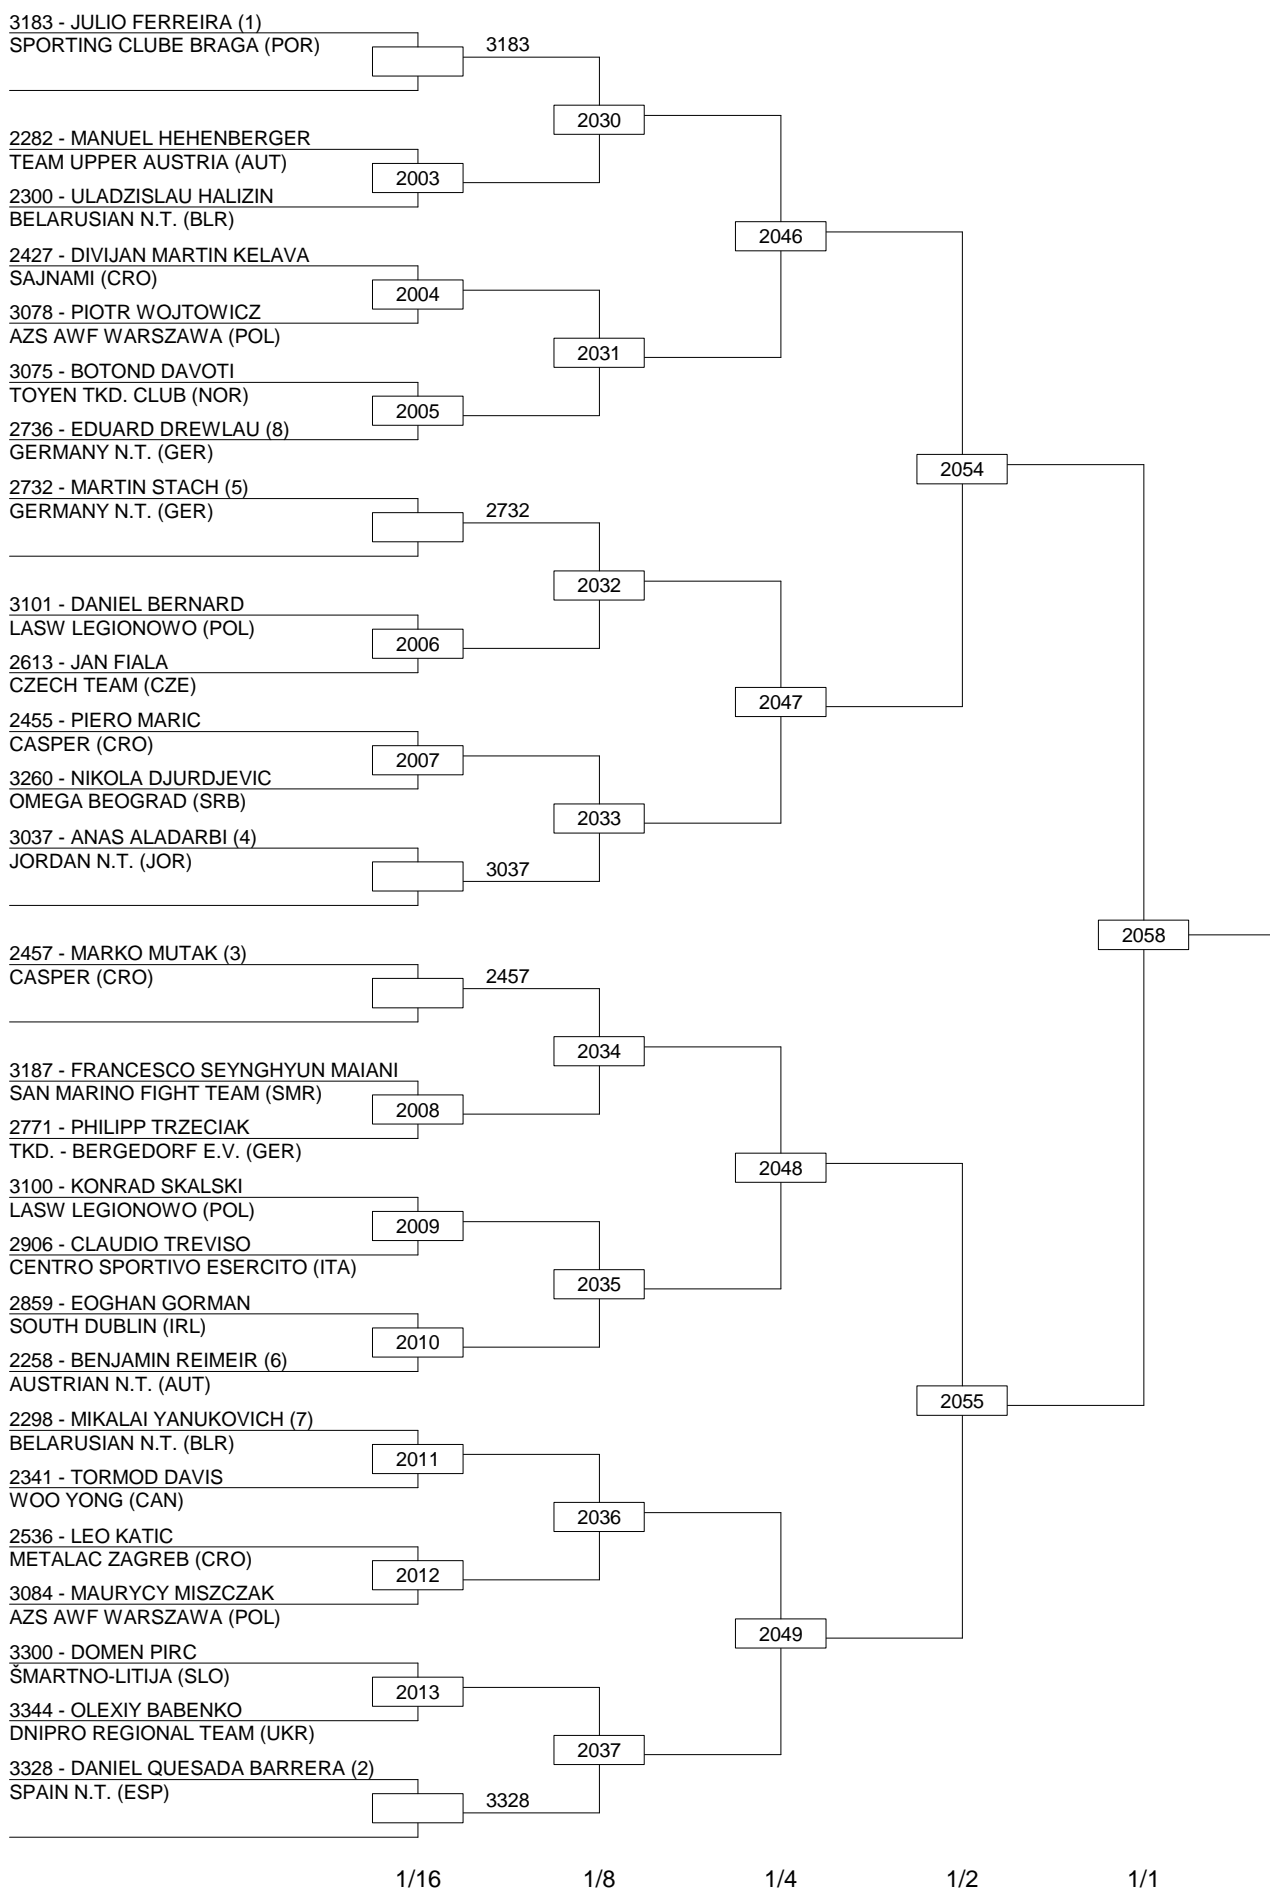 3183 - JULIO FERREIRA (1)
SPORTING CLUBE BRAGA (POR)
3183
2030
2282 - MANUEL HEHENBERGER
TEAM UPPER AUSTRIA (AUT)
2003
2300 - ULADZISLAU HALIZIN
BELARUSIAN N.T. (BLR)
2046
2427 - DIVIJAN MARTIN KELAVA
SAJNAMI (CRO)
2004
3078 - PIOTR WOJTOWICZ
AZS AWF WARSZAWA (POL)
2031
3075 - BOTOND DAVOTI
TOYEN TKD. CLUB (NOR)
2005
2736 - EDUARD DREWLAU (8)
GERMANY N.T. (GER)
2054
2732 - MARTIN STACH (5)
GERMANY N.T. (GER)
2732
2032
3101 - DANIEL BERNARD
LASW LEGIONOWO (POL)
2006
2613 - JAN FIALA
CZECH TEAM (CZE)
2047
2455 - PIERO MARIC
CASPER (CRO)
2007
3260 - NIKOLA DJURDJEVIC
OMEGA BEOGRAD (SRB)
2033
3037 - ANAS ALADARBI (4)
JORDAN N.T. (JOR)
3037
2058
2457 - MARKO MUTAK (3)
CASPER (CRO)
2457
2034
3187 - FRANCESCO SEYNGHYUN MAIANI
SAN MARINO FIGHT TEAM (SMR)
2008
2771 - PHILIPP TRZECIAK
TKD. - BERGEDORF E.V. (GER)
2048
3100 - KONRAD SKALSKI
LASW LEGIONOWO (POL)
2009
2906 - CLAUDIO TREVISO
CENTRO SPORTIVO ESERCITO (ITA)
2035
2859 - EOGHAN GORMAN
SOUTH DUBLIN (IRL)
2010
2258 - BENJAMIN REIMEIR (6)
AUSTRIAN N.T. (AUT)
2055
2298 - MIKALAI YANUKOVICH (7)
BELARUSIAN N.T. (BLR)
2011
2341 - TORMOD DAVIS
WOO YONG (CAN)
2036
2536 - LEO KATIC
METALAC ZAGREB (CRO)
2012
3084 - MAURYCY MISZCZAK
AZS AWF WARSZAWA (POL)
2049
3300 - DOMEN PIRC
ŠMARTNO-LITIJA (SLO)
2013
3344 - OLEXIY BABENKO
DNIPRO REGIONAL TEAM (UKR)
2037
3328 - DANIEL QUESADA BARRERA (2)
SPAIN N.T. (ESP)
3328
1/16 1/8 1/4 1/2 1/1